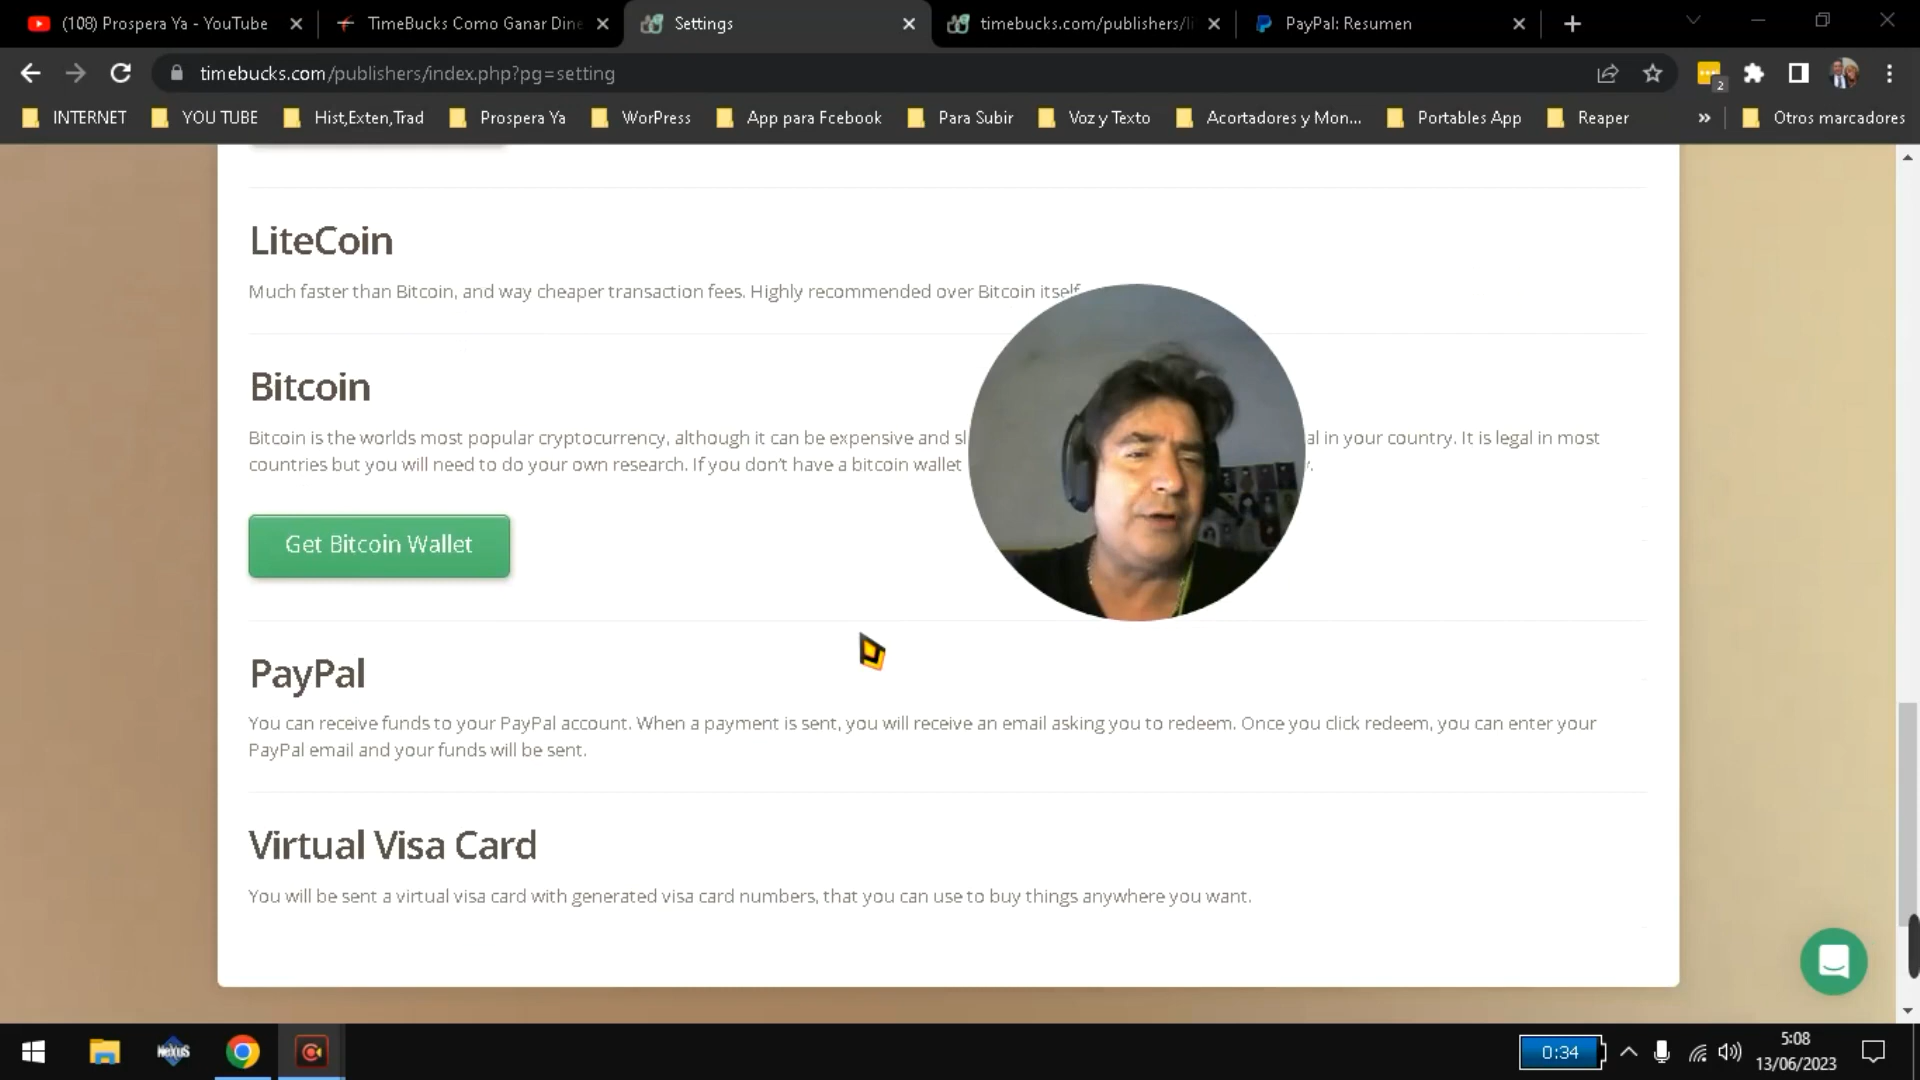 (108) Prospera Ya - YouTube
TimeBucks Como Ganar Dine
Settings
timebucks.com/publishers/li
PayPal: Resumen
timebucks.com/publishers/index.php?pg=setting
2
INTERNET
YOU TUBE
Hist,Exten,Trad
Prospera Ya
WorPress
App para Fcebook
Para Subir
Voz y Texto
Acortadores y Mon...
Portables App
Reaper
»
Otros marcadores
LiteCoin
Much faster than Bitcoin, and way cheaper transaction fees. Highly recommended over Bitcoin itself
Bitcoin
Bitcoin is the worlds most popular cryptocurrency, although it can be expensive and sl al in your country. It is legal in most
countries but you will need to do your own research. If you don't have a bitcoin wallet
Get Bitcoin Wallet
PayPal
You can receive funds to your PayPal account. When a payment is sent, you will receive an email asking you to redeem. Once you click redeem, you can enter your
PayPal email and your funds will be sent.
Virtual Visa Card
You will be sent a virtual visa card with generated visa card numbers, that you can use to buy things anywhere you want.
NeXuS
0:34
5:08
13/06/2023